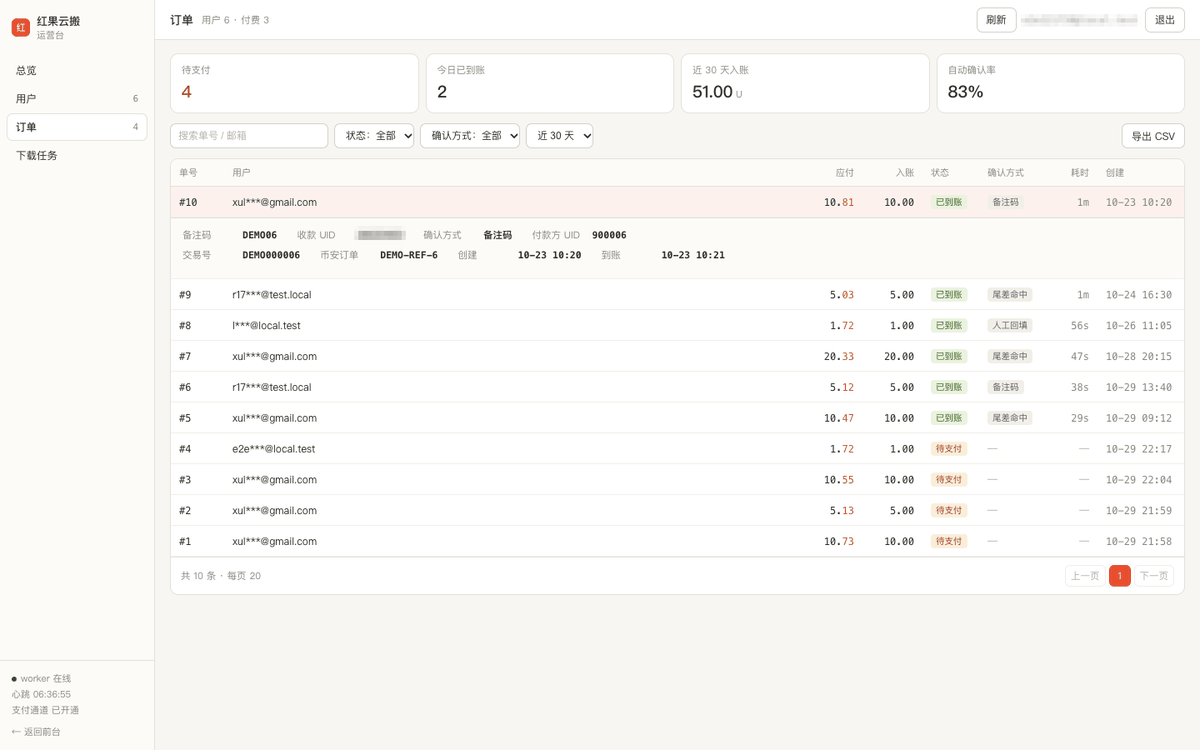 红 红果云搬
运营台
总览
用户 6
订单 4
下载任务
worker 在线
心跳 06:36:55
支付通道 已开通
← 返回前台
订单 用户 6 · 付费 3 刷新 退出
待支付 今日已到账 近 30 天入账 自动确认率
4 2 51.00 U 83%
搜索单号 / 邮箱 状态: 全部 确认方式: 全部 近 30 天 导出 CSV
单号 用户 应付 入账 状态 确认方式 耗时 创建
#10 xul***@gmail.com 10.81 10.00 已到账 备注码 1m 10-23 10:20
备注码 DEMO06 收款 UID 确认方式 备注码 付款方 UID 900006
交易号 DEMO000006 币安订单 DEMO-REF-6 创建 10-23 10:20 到账 10-23 10:21
#9 r17***@test.local 5.03 5.00 已到账 尾差命中 1m 10-24 16:30
#8 l***@local.test 1.72 1.00 已到账 人工回填 56s 10-26 11:05
#7 xul***@gmail.com 20.33 20.00 已到账 尾差命中 47s 10-28 20:15
#6 r17***@test.local 5.12 5.00 已到账 备注码 38s 10-29 13:40
#5 xul***@gmail.com 10.47 10.00 已到账 尾差命中 29s 10-29 09:12
#4 e2e***@local.test 1.72 1.00 待支付 — — 10-29 22:17
#3 xul***@gmail.com 10.55 10.00 待支付 — — 10-29 22:04
#2 xul***@gmail.com 5.13 5.00 待支付 — — 10-29 21:59
#1 xul***@gmail.com 10.73 10.00 待支付 — — 10-29 21:58
共 10 条 · 每页 20 上一页 1 下一页